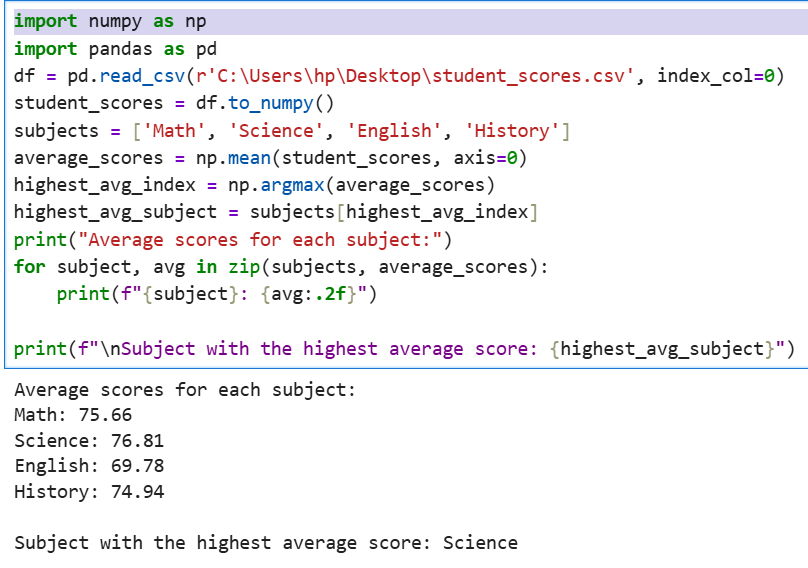 import numpy as np
import pandas as pd
df = pd.read_csv(r'C:\Users\hp\Desktop\student_scores.csv', index_col=0)
student_scores = df.to_numpy()
subjects = ['Math', 'Science', 'English', 'History']
average_scores = np.mean(student_scores, axis=0)
highest_avg_index = np.argmax(average_scores)
highest_avg_subject = subjects[highest_avg_index]
print("Average scores for each subject:")
for subject, avg in zip(subjects, average_scores):
    print(f"{subject}: {avg:.2f}")

print(f"\nSubject with the highest average score: {highest_avg_subject}")
Average scores for each subject:
Math: 75.66
Science: 76.81
English: 69.78
History: 74.94

Subject with the highest average score: Science